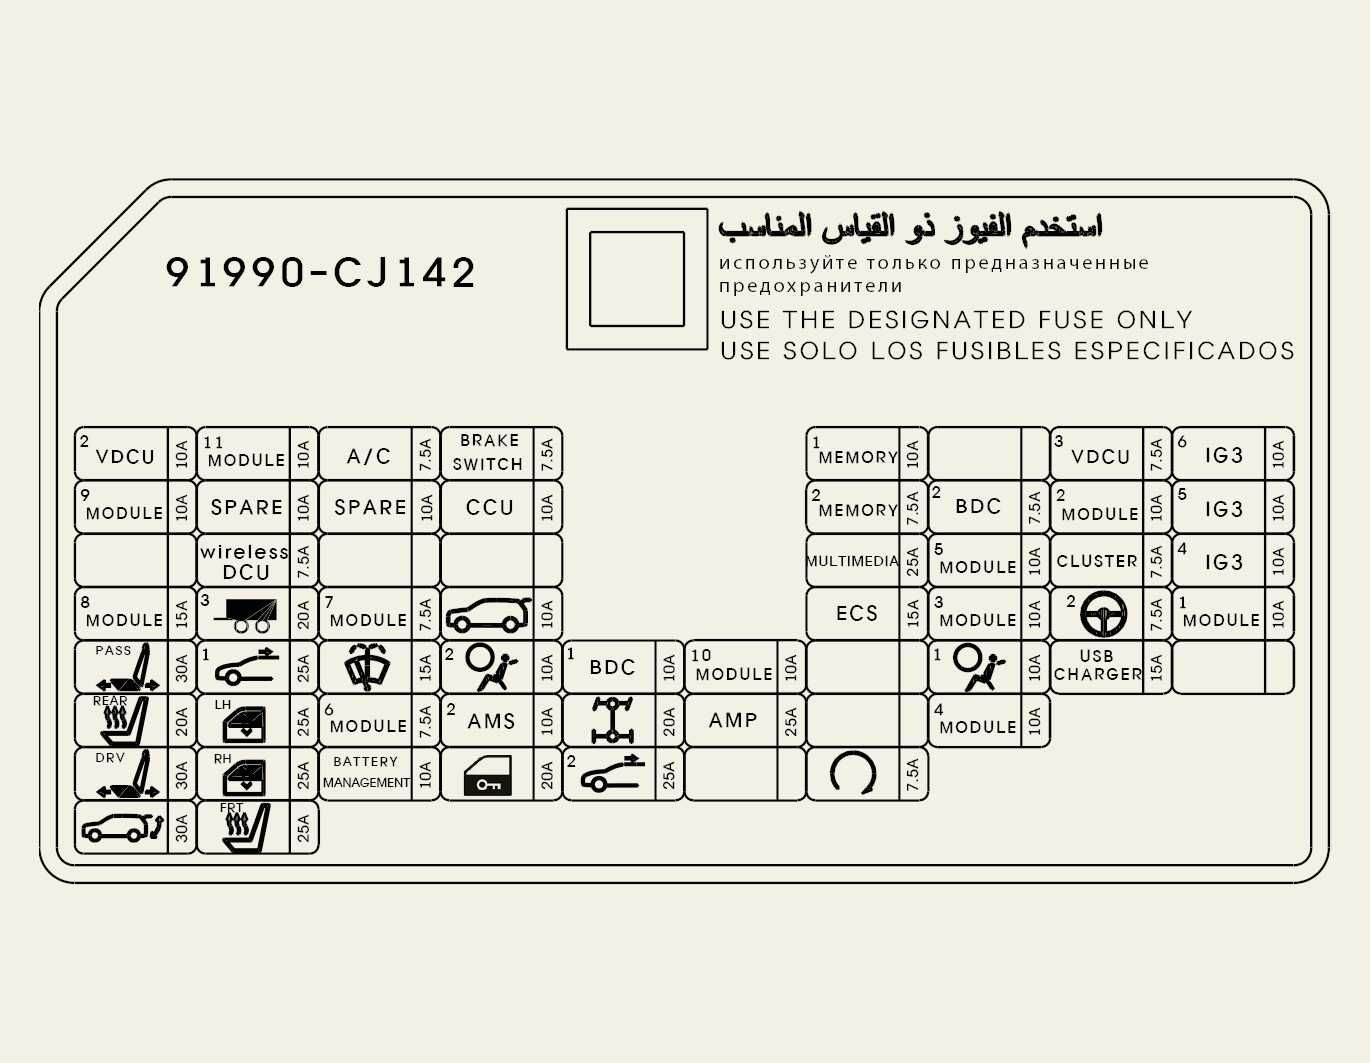 91990-CJ142
استخدم الفيوز ذو القياس المناسب
используйте только предназначенные
предохранители
USE THE DESIGNATED FUSE ONLY
USE SOLO LOS FUSIBLES ESPECIFICADOS
2 VDCU 10A
11 MODULE 10A
A/C 7.5A
BRAKE
SWITCH 7.5A
1 MEMORY 10A
3 VDCU 7.5A
6 IG3 10A
9 MODULE 10A
SPARE 10A
SPARE 10A
CCU 10A
2 MEMORY 7.5A
2 BDC 7.5A
2 MODULE 10A
5 IG3 10A
wireless
DCU 7.5A
MULTIMEDIA 25A
5 MODULE 10A
CLUSTER 7.5A
4 IG3 10A
8 MODULE 15A
3 20A
7 MODULE 7.5A
10A
ECS 15A
3 MODULE 10A
2 7.5A
1 MODULE 10A
PASS 30A
1 25A
15A
2 10A
1 BDC 10A
10 MODULE 10A
1 10A
USB
CHARGER 15A
REAR 20A
LH 25A
6 MODULE 7.5A
2 AMS 10A
20A
AMP 25A
4 MODULE 10A
DRV 30A
RH 25A
BATTERY
MANAGEMENT 10A
20A
2 25A
7.5A
30A
FRT 25A